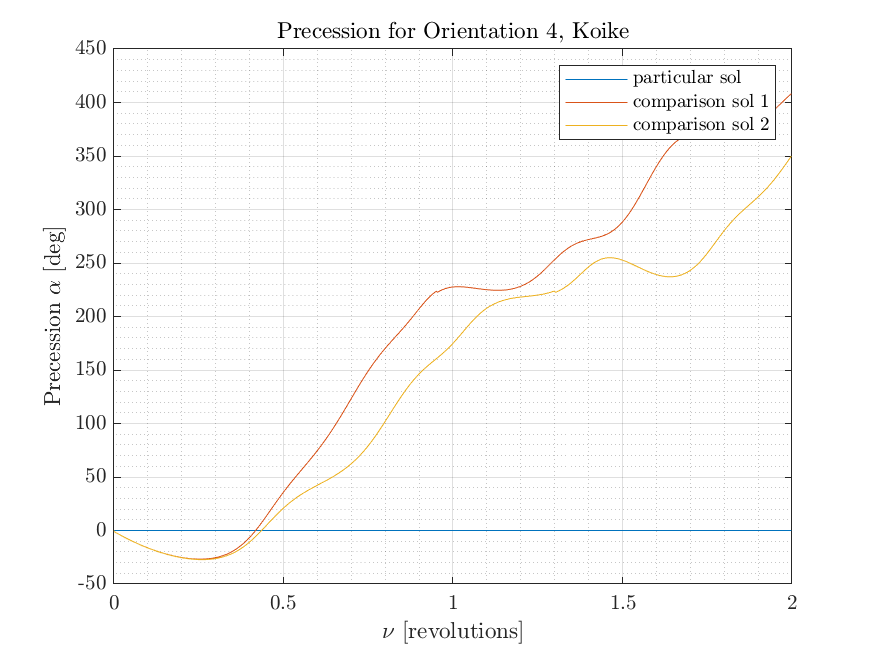 Precession for Orientation 4, Koike
450
400
350
300
250
200
150
100
50
0
-50
Precession α [deg]
particular sol
comparison sol 1
comparison sol 2
0
0.5
1
1.5
2
ν [revolutions]